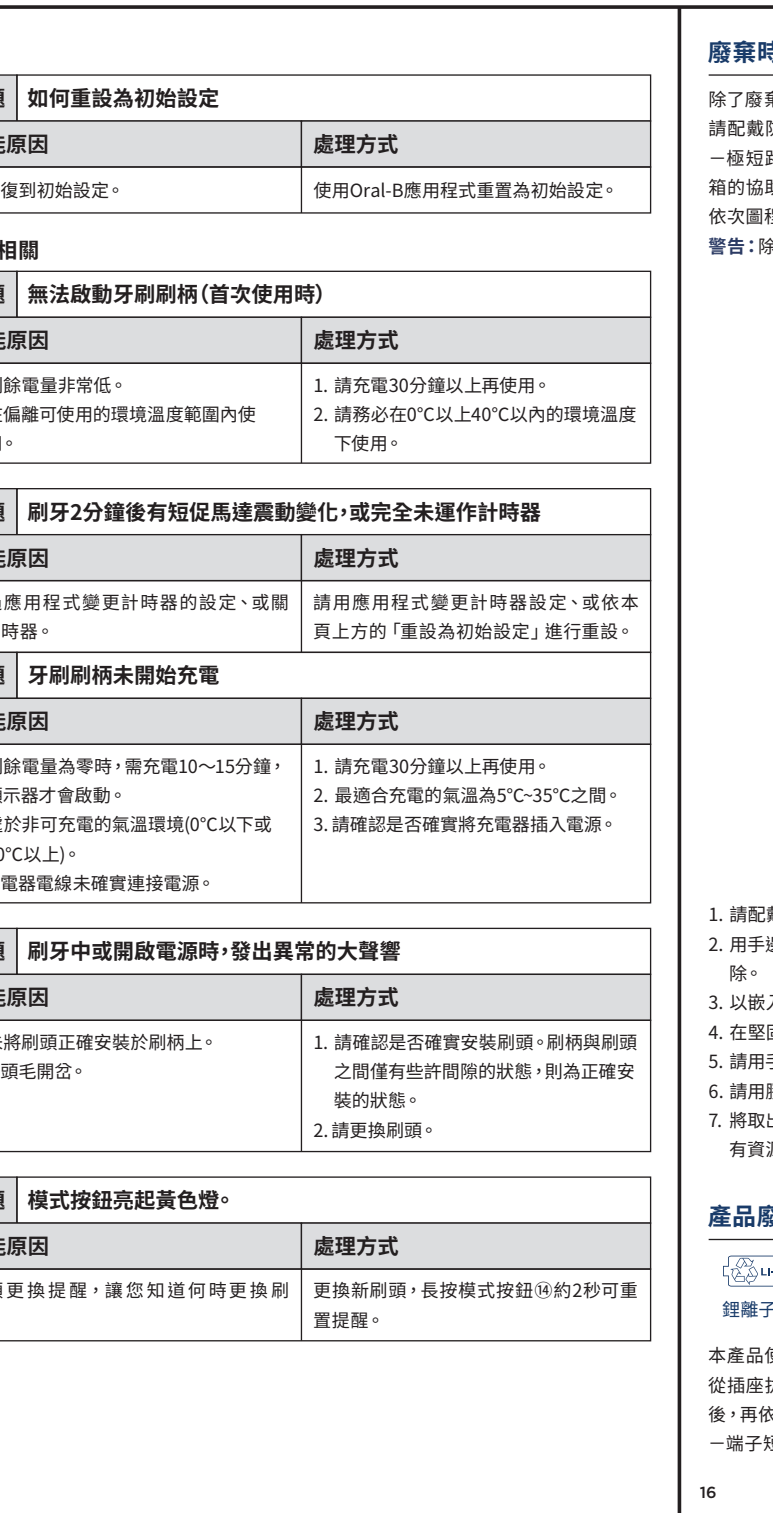 如何重設為初始設定
原因
處理方式
復到初始設定。
使用Oral-B應用程式重置為初始設定。
相關
無法啟動牙刷刷柄（首次使用時）
原因
處理方式
餘電量非常低。
偏離可使用的環境溫度範圍內使
。
1. 請充電30分鐘以上再使用。
2. 請務必在0°C以上40°C以內的環境溫度
下使用。
刷牙2分鐘後有短促馬達震動變化，或完全未運作計時器
原因
處理方式
應用程式變更計時器的設定、或關
時器。
請用應用程式變更計時器設定、或依本
頁上方的「重設為初始設定」進行重設。
牙刷刷柄未開始充電
原因
處理方式
餘電量為零時，需充電10～15分鐘，
示器才會啟動。
於非可充電的氣溫環境(0°C以下或
0°C以上)。
電器電線未確實連接電源。
1. 請充電30分鐘以上再使用。
2. 最適合充電的氣溫為5°C~35°C之間。
3. 請確認是否確實將充電器插入電源。
刷牙中或開啟電源時，發出異常的大聲響
原因
處理方式
將刷頭正確安裝於刷柄上。
頭毛開岔。
1. 請確認是否確實安裝刷頭。刷柄與刷頭
之間僅有些許間隙的狀態，則為正確安
裝的狀態。
2. 請更換刷頭。
模式按鈕亮起黃色燈。
原因
處理方式
更換提醒，讓您知道何時更換刷
更換新刷頭，長按模式按鈕⑭約2秒可重
置提醒。
廢棄
除了廢
請配戴
－極短
箱的協
依次圖
警告：除
1. 請配
2. 用手
除。
3. 以嵌
4. 在堅
5. 請用
6. 請用
7. 將取
有資
產品
鋰離子
本產品
從插座
後，再依
－端子
16